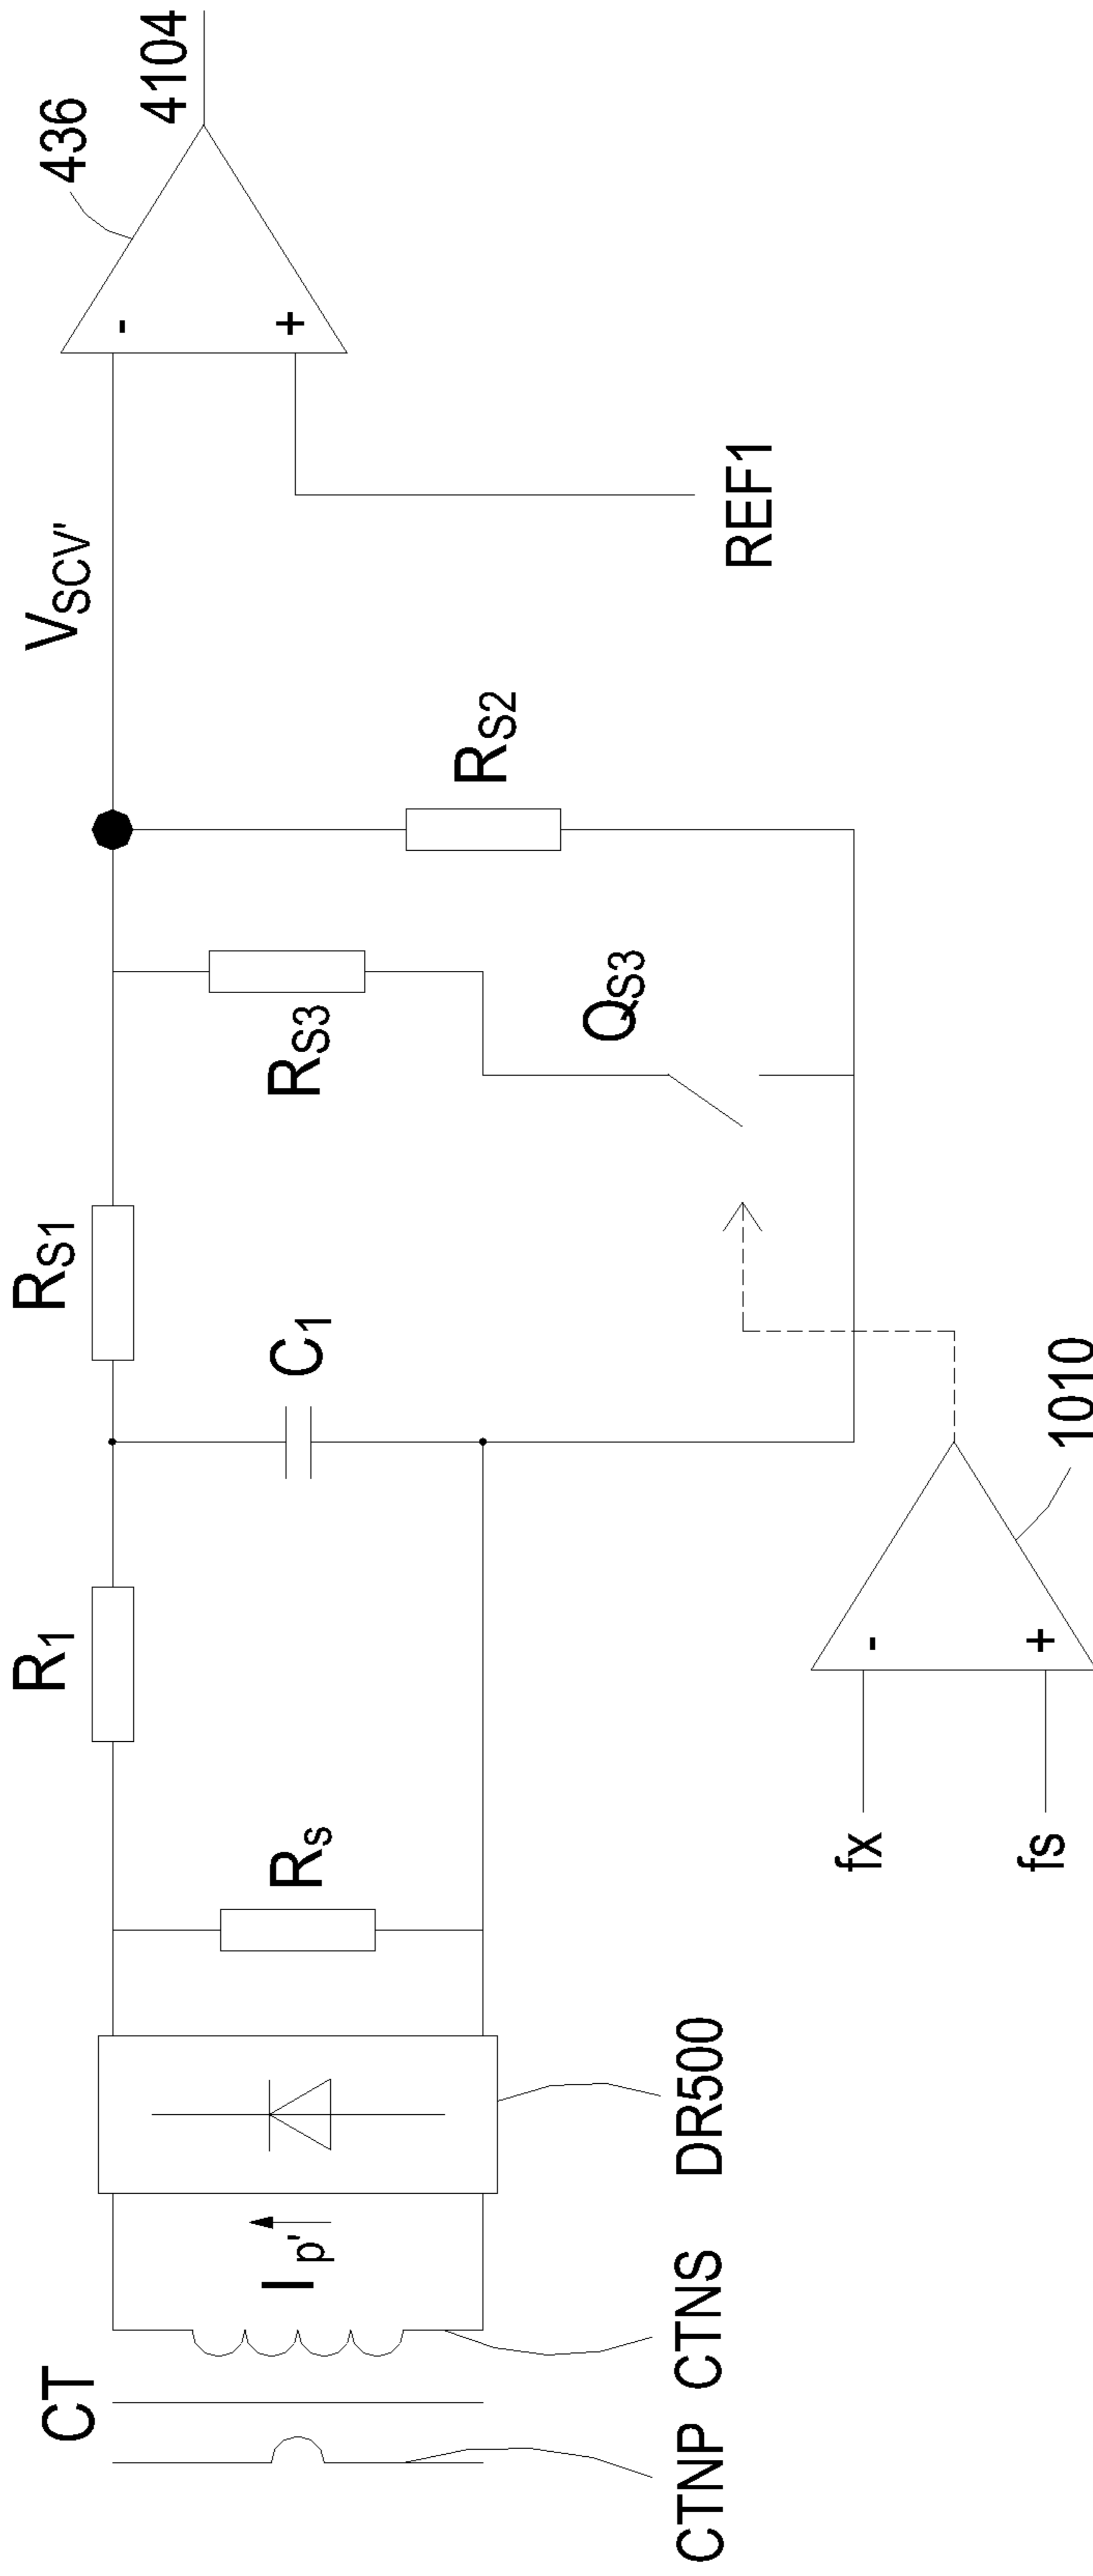 CT
CTNP
CTNS
DR500
Ip'
Rs
R1
C1
RS1
RS3
QS3
RS2
VSCV'
REF1
-
+
436
4104
fx
fs
-
+
1010